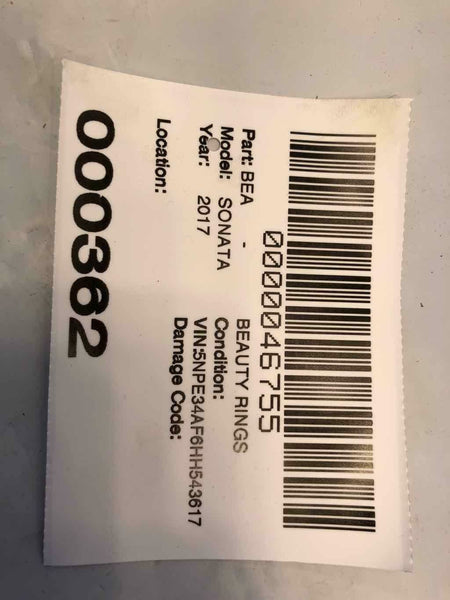 0000046755
Part: BEA - BEAUTY RINGS
Model: SONATA Condition:
Year: 2017 VIN:5NPE34AF6HH543617
Damage Code:
Location:
000362